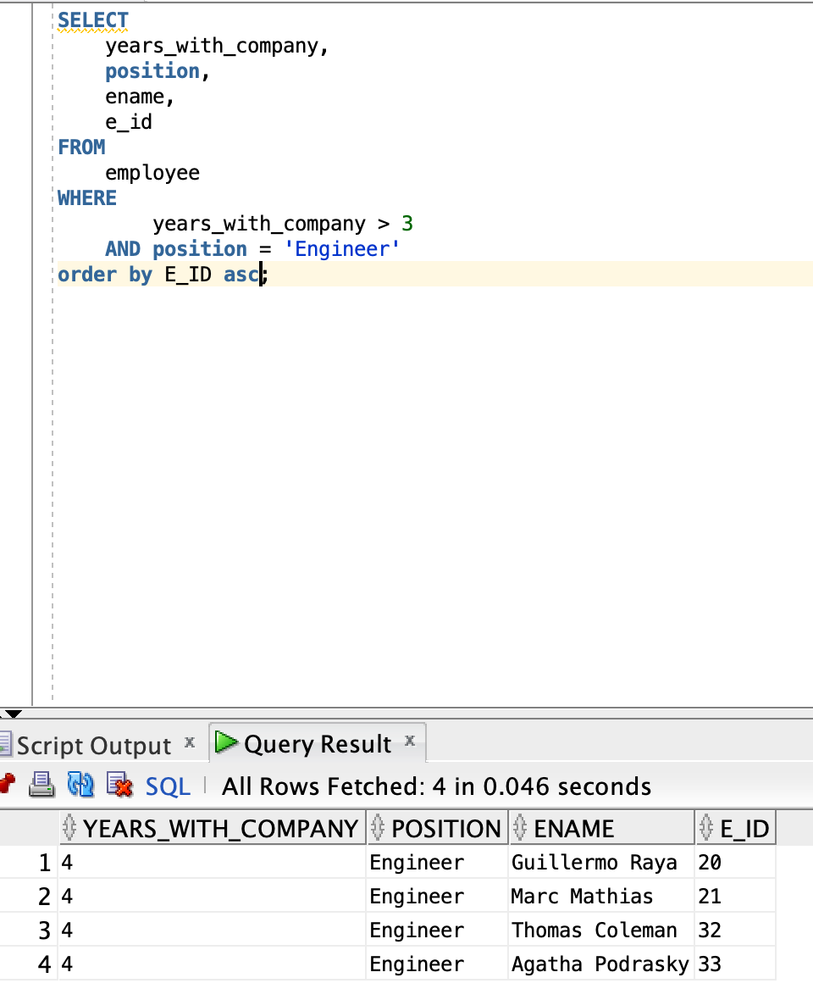 SELECT
years_with_company,
position,
ename,
e_id
FROM
employee
WHERE
years_with_company > 3
AND position = 'Engineer'
order by E_ID asc;
Script Output x Query Result x
SQL All Rows Fetched: 4 in 0.046 seconds
YEARS_WITH_COMPANY POSITION ENAME E_ID
1 4 Engineer Guillermo Raya 20
2 4 Engineer Marc Mathias 21
3 4 Engineer Thomas Coleman 32
4 4 Engineer Agatha Podrasky 33